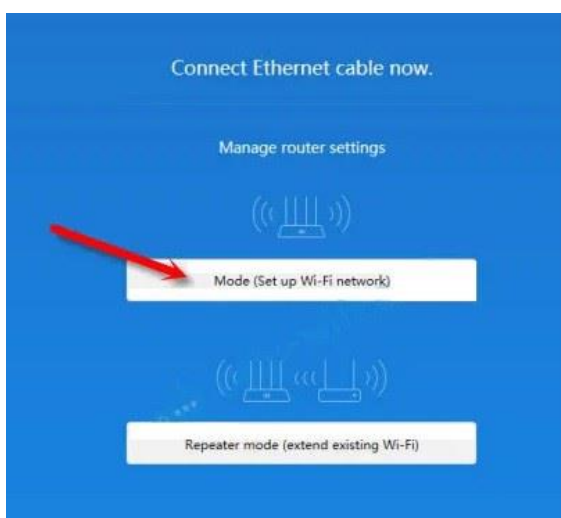 Connect Ethernet cable now.
Manage router settings
Mode (Set up Wi-Fi network)
Repeater mode (extend existing Wi-Fi)